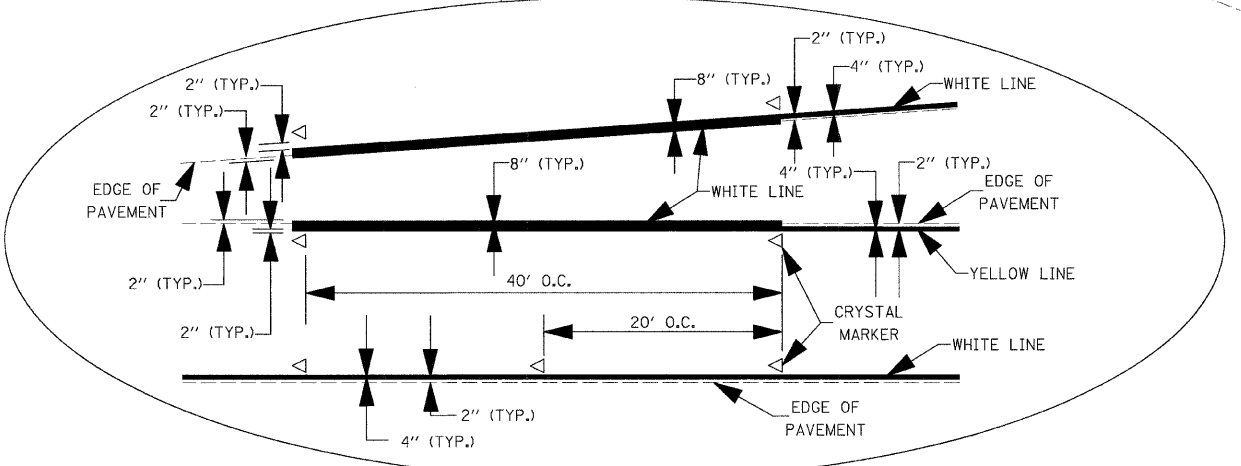 2" (TYP.)
4" (TYP.)
WHITE LINE
2" (TYP.)
8" (TYP.)
2" (TYP.)
8" (TYP.)
4" (TYP.)
2" (TYP.)
EDGE OF
PAVEMENT
EDGE OF
PAVEMENT
WHITE LINE
YELLOW LINE
2" (TYP.)
40' O.C.
2" (TYP.)
20' O.C.
CRYSTAL
MARKER
WHITE LINE
2" (TYP.)
4" (TYP.)
EDGE OF
PAVEMENT